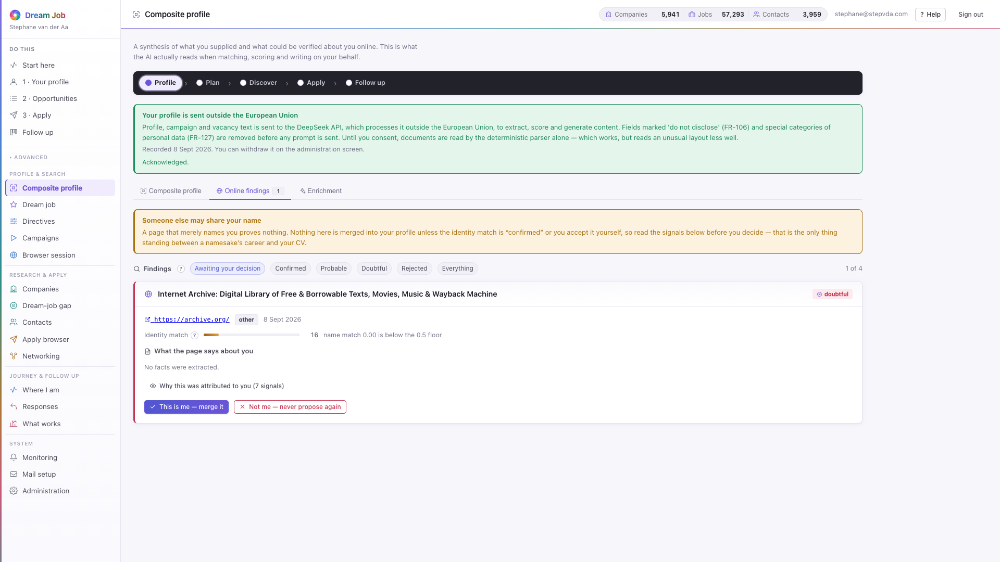 Dream Job
Stephane van der Aa
DO THIS
Start here
1 · Your profile
2 · Opportunities
3 · Apply
Follow up
ADVANCED
PROFILE & SEARCH
Composite profile
Dream job
Directives
Campaigns
Browser session
RESEARCH & APPLY
Companies
Dream-job gap
Contacts
Apply browser
Networking
JOURNEY & FOLLOW UP
Where I am
Responses
What works
SYSTEM
Monitoring
Mail setup
Administration
Composite profile
Companies 5,941 Jobs 57,293 Contacts 3,959 stephane@stepvda.com ? Help Sign out
A synthesis of what you supplied and what could be verified about you online. This is what
the AI actually reads when matching, scoring and writing on your behalf.
Profile › Plan › Discover › Apply › Follow up
Your profile is sent outside the European Union
Profile, campaign and vacancy text is sent to the DeepSeek API, which processes it outside the European Union, to extract, score and generate content. Fields marked 'do not disclose' (FR-106) and special categories of
personal data (FR-127) are removed before any prompt is sent. Until you consent, documents are read by the deterministic parser alone — which works, but reads an unusual layout less well.
Recorded 8 Sept 2026. You can withdraw it on the administration screen.
Acknowledged.
Composite profile Online findings 1 Enrichment
Someone else may share your name
A page that merely names you proves nothing. Nothing here is merged into your profile unless the identity match is “confirmed” or you accept it yourself, so read the signals below before you decide — that is the only thing
standing between a namesake’s career and your CV.
Findings ? Awaiting your decision Confirmed Probable Doubtful Rejected Everything 1 of 4
Internet Archive: Digital Library of Free & Borrowable Texts, Movies, Music & Wayback Machine doubtful
https://archive.org/ other 8 Sept 2026
Identity match ? 16 name match 0.00 is below the 0.5 floor
What the page says about you
No facts were extracted.
Why this was attributed to you (7 signals)
This is me — merge it Not me — never propose again